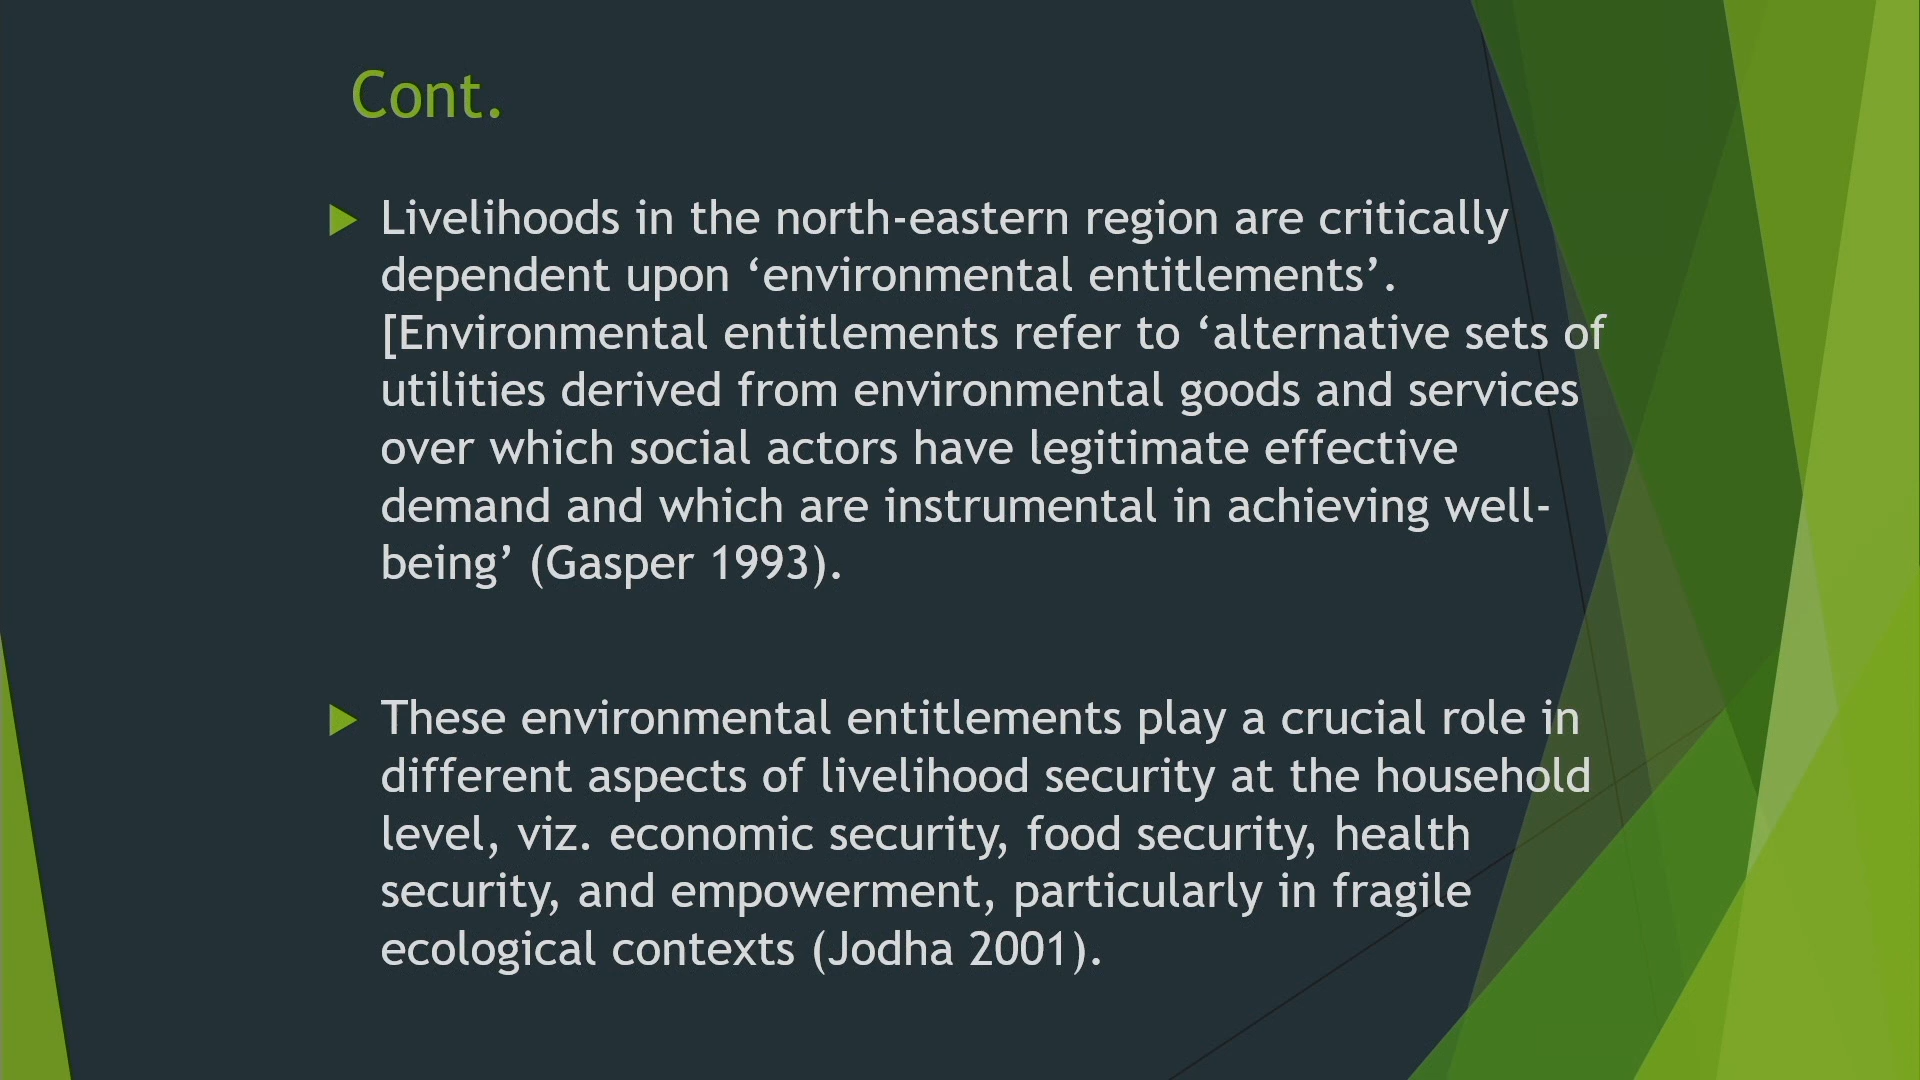 Cont.
Livelihoods in the north-eastern region are critically
dependent upon ‘environmental entitlements’.
[Environmental entitlements refer to ‘alternative sets of
utilities derived from environmental goods and services
over which social actors have legitimate effective
demand and which are instrumental in achieving well-
being’ (Gasper 1993).
These environmental entitlements play a crucial role in
different aspects of livelihood security at the household
level, viz. economic security, food security, health
security, and empowerment, particularly in fragile
ecological contexts (Jodha 2001).